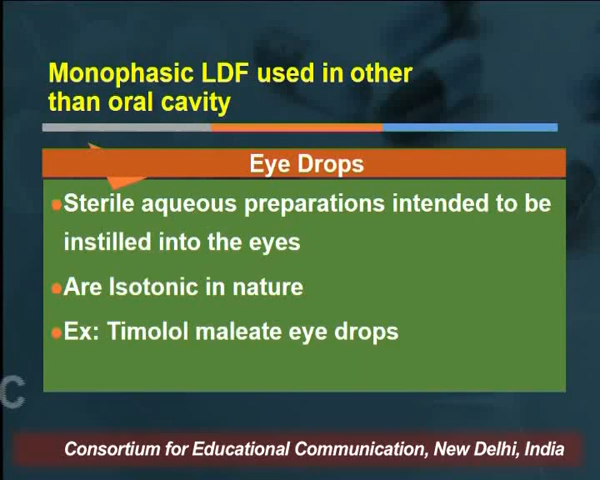 Monophasic LDF used in other
than oral cavity
Eye Drops
Sterile aqueous preparations intended to be
instilled into the eyes
Are Isotonic in nature
Ex: Timolol maleate eye drops
C
Consortium for Educational Communication, New Delhi, India